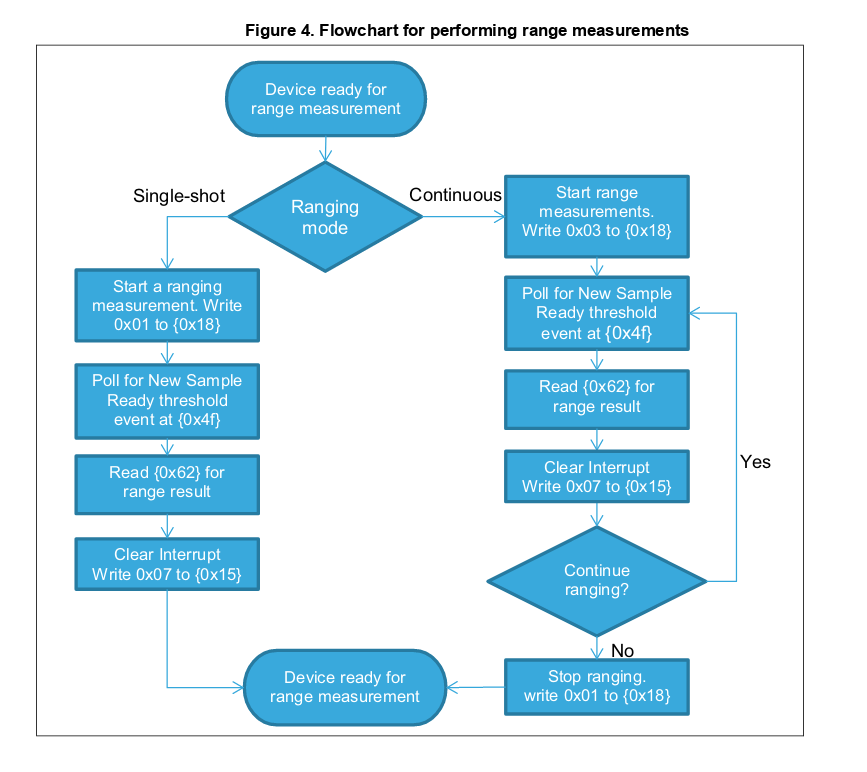 Figure 4. Flowchart for performing range measurements
Device ready for
range measurement
Ranging
mode
Single-shot
Start a ranging
measurement. Write
0x01 to {0x18}
Poll for New Sample
Ready threshold
event at {0x4f}
Read {0x62} for
range result
Clear Interrupt
Write 0x07 to {0x15}
Continuous
Start range
measurements.
Write 0x03 to {0x18}
Poll for New Sample
Ready threshold
event at {0x4f}
Read {0x62} for
range result
Clear Interrupt
Write 0x07 to {0x15}
Continue
ranging?
Yes
No
Stop ranging.
write 0x01 to {0x18}
Device ready for
range measurement